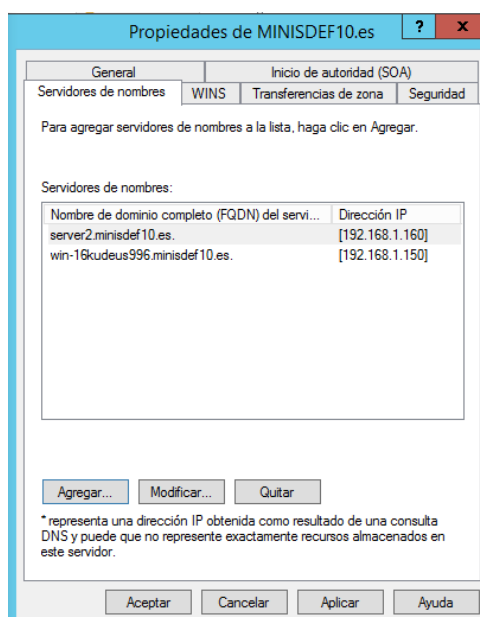 Propiedades de MINISDEF10.es ? x
General Inicio de autoridad (SOA)
Servidores de nombres WINS Transferencias de zona Seguridad
Para agregar servidores de nombres a la lista, haga clic en Agregar.
Servidores de nombres:
Nombre de dominio completo (FQDN) del servi... Dirección IP
server2.minisdef10.es. [192.168.1.160]
win-16kudeus996.minisdef10.es. [192.168.1.150]
Agregar... Modificar... Quitar
* representa una dirección IP obtenida como resultado de una consulta
DNS y puede que no represente exactamente recursos almacenados en
este servidor.
Aceptar Cancelar Aplicar Ayuda